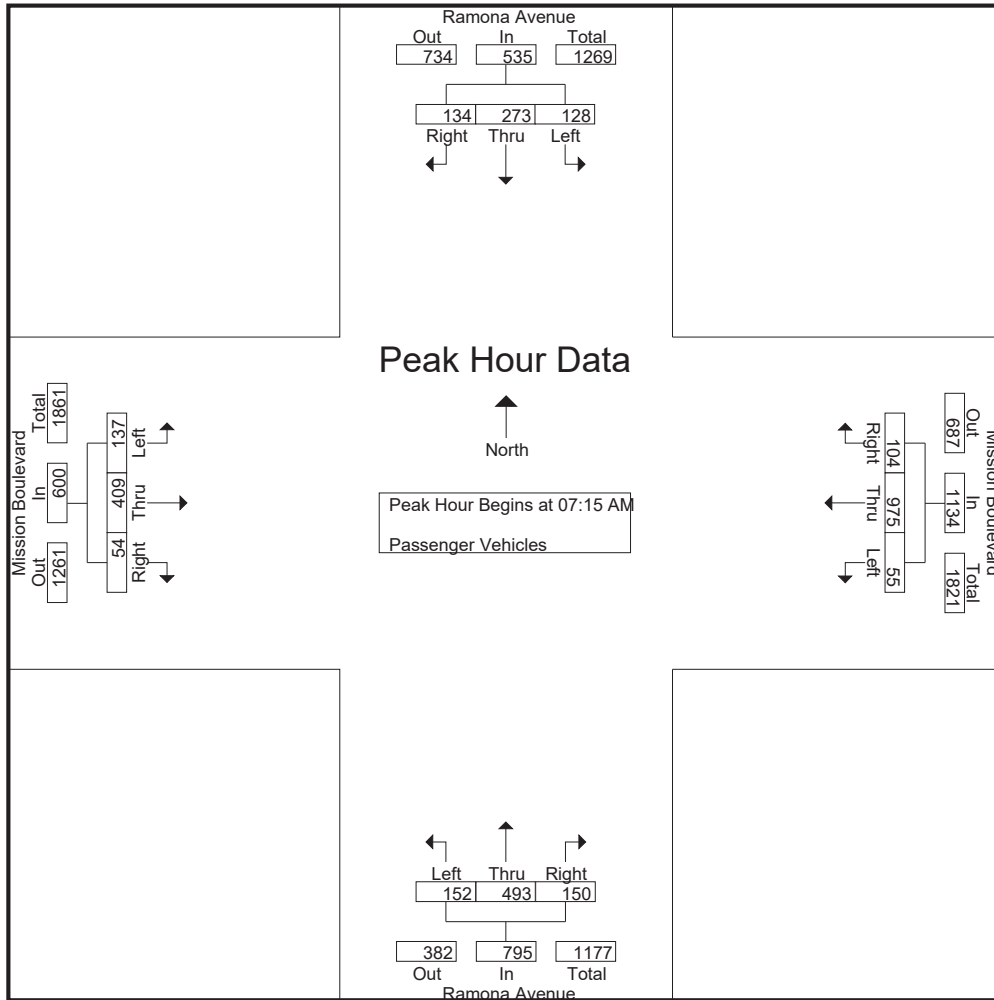 Ramona Avenue
Out In Total
734 535 1269
134 273 128
Right Thru Left
Peak Hour Data
North
Peak Hour Begins at 07:15 AM
Passenger Vehicles
Mission Boulevard
Total In Out
1861 600 1261
137 409 54
Left Thru Right
Mission Boulevard
Out In Total
687 1134 1821
104 975 55
Right Thru Left
Left Thru Right
152 493 150
382 795 1177
Out In Total
Ramona Avenue